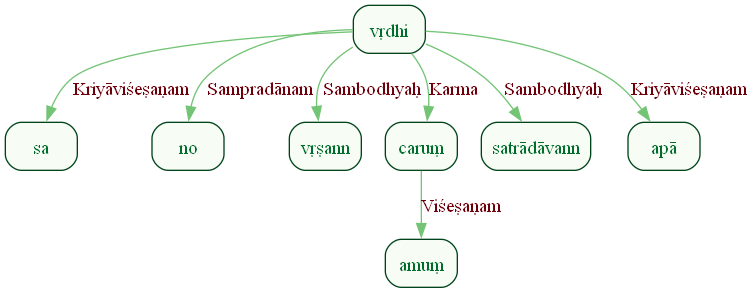 vṛdhi
Kriyāviśeṣaṇam Sampradānam Sambodhyaḥ Karma Sambodhyaḥ Kriyāviśeṣaṇam
sa no vṛṣann caruṃ satrādāvann apā
Viśeṣaṇam
amuṃ